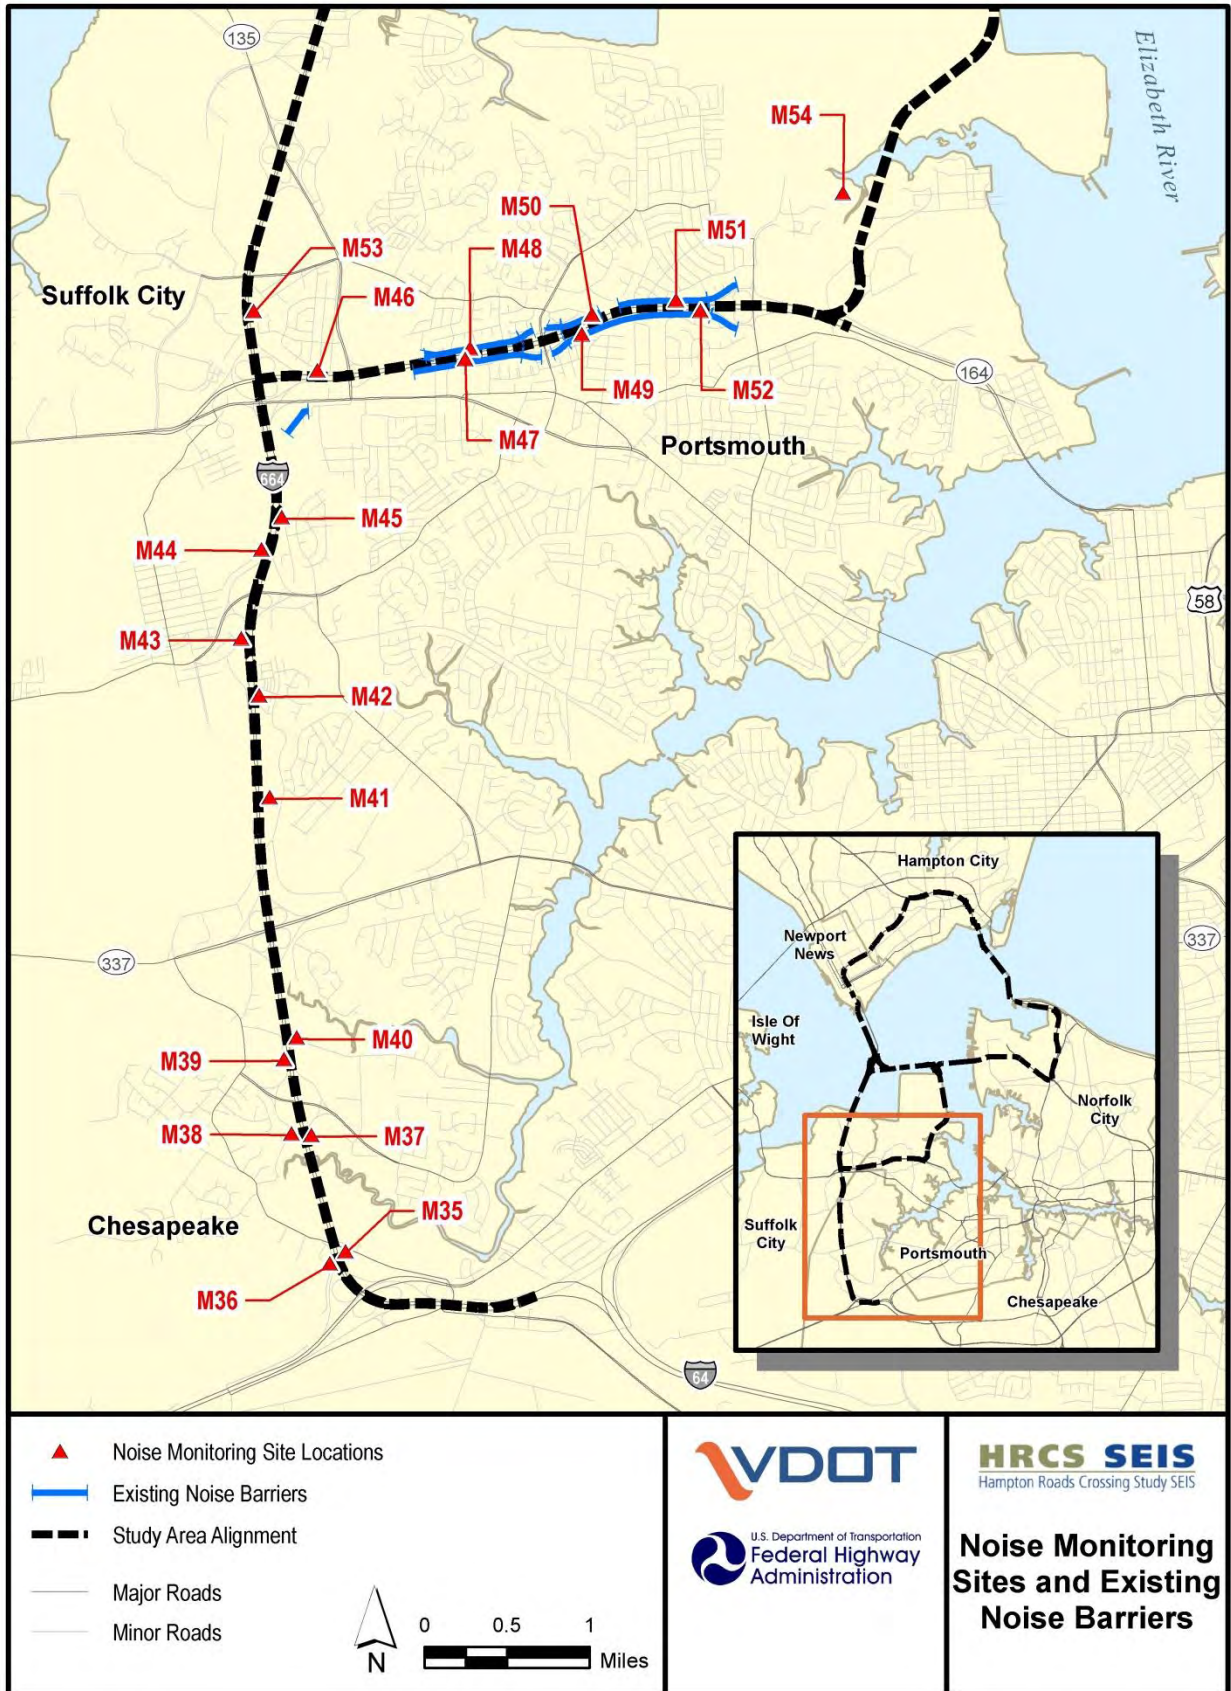 135
Elizabeth River
M54
M50
M51
M48
M53
Suffolk City
M46
M49
M52
164
M47
Portsmouth
664
M45
M44
58
M43
M42
M41
337
337
M40
M39
M38
M37
M35
Chesapeake
M36
64
Hampton City
Newport
News
Isle Of
Wight
Norfolk
City
Suffolk
City
Portsmouth
Chesapeake
Noise Monitoring Site Locations
Existing Noise Barriers
Study Area Alignment
Major Roads
Minor Roads
N
0 0.5 1
Miles
VDOT
U.S. Department of Transportation
Federal Highway
Administration
HRCS SEIS
Hampton Roads Crossing Study SEIS
Noise Monitoring
Sites and Existing
Noise Barriers